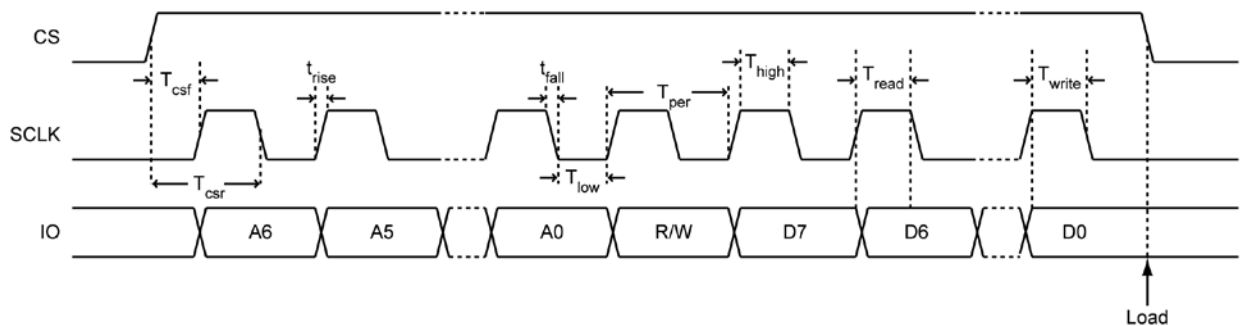 CS
T_csf
t_rise
t_fall
T_high
T_read
T_write
T_per
SCLK
T_csr
T_low
IO
A6
A5
A0
R/W
D7
D6
D0
Load